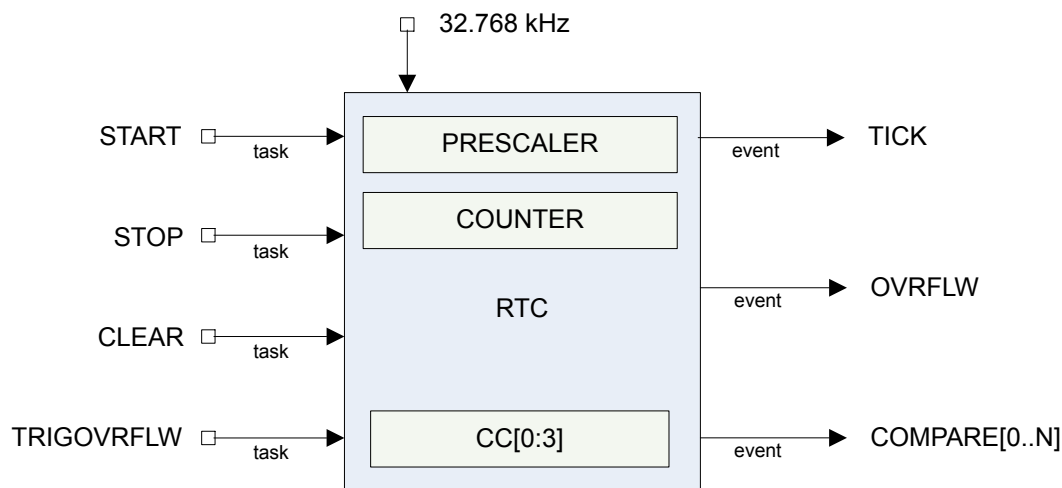 32.768 kHz
START
task
PRESCALER
event
TICK
STOP
task
COUNTER
RTC
event
OVRFLW
CLEAR
task
TRIGOVRFLW
task
CC[0:3]
event
COMPARE[0..N]